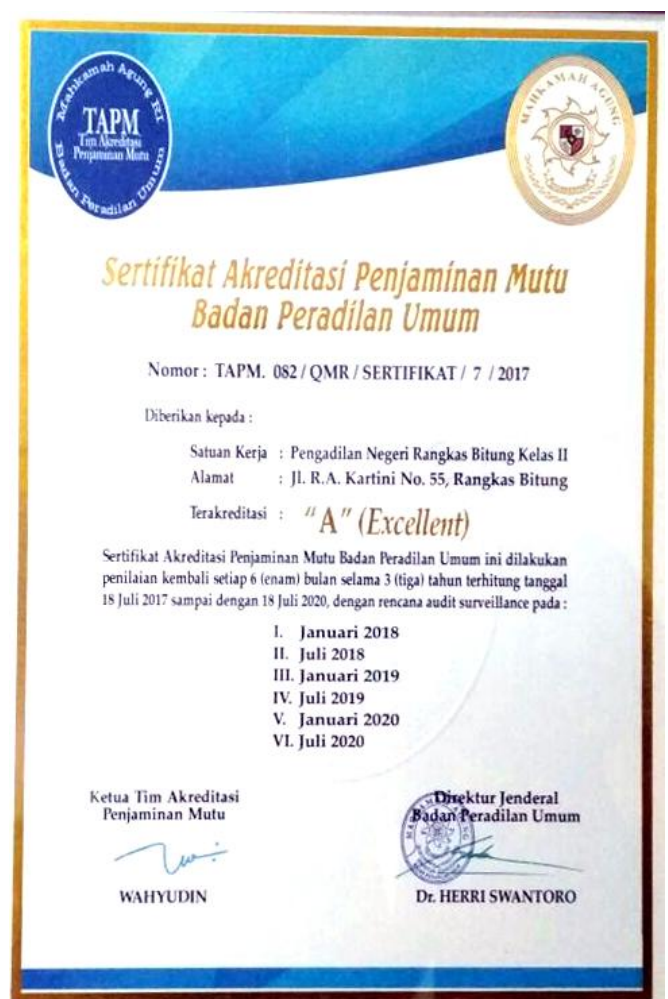 Mahkamah Agung RI
TAPM
Tim Akreditasi
Penjaminan Mutu
Badan Peradilan Umum
MAHKAMAH AGUNG
Sertifikat Akreditasi Penjaminan Mutu
Badan Peradilan Umum
Nomor : TAPM. 082 / QMR / SERTIFIKAT / 7 / 2017
Diberikan kepada :
Satuan Kerja : Pengadilan Negeri Rangkas Bitung Kelas II
Alamat : Jl. R.A. Kartini No. 55, Rangkas Bitung
Terakreditasi : "A" (Excellent)
Sertifikat Akreditasi Penjaminan Mutu Badan Peradilan Umum ini dilakukan
penilaian kembali setiap 6 (enam) bulan selama 3 (tiga) tahun terhitung tanggal
18 Juli 2017 sampai dengan 18 Juli 2020, dengan rencana audit surveillance pada :
I. Januari 2018
II. Juli 2018
III. Januari 2019
IV. Juli 2019
V. Januari 2020
VI. Juli 2020
Ketua Tim Akreditasi
Penjaminan Mutu
WAHYUDIN
Direktur Jenderal
Badan Peradilan Umum
Dr. HERRI SWANTORO